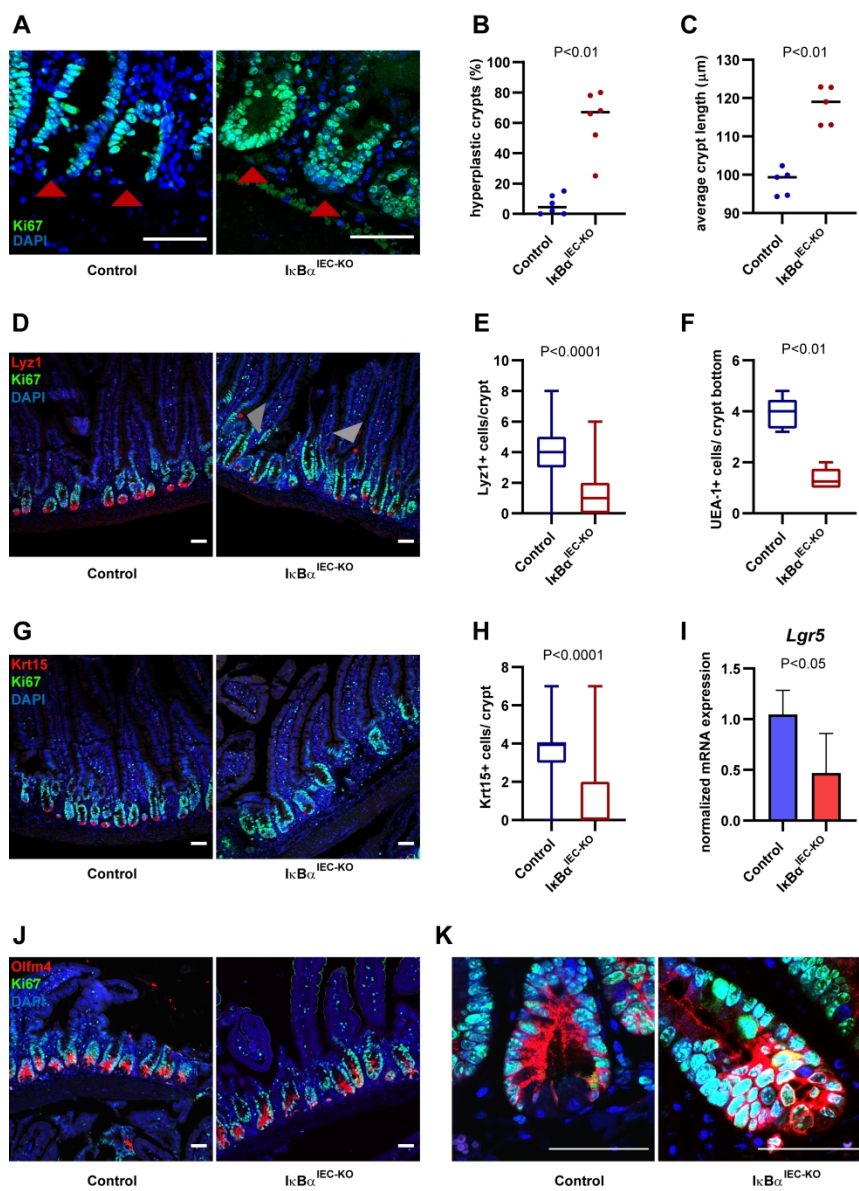 A
Ki67
DAPI
Control
IκBα^IEC-KO
B
P<0.01
hyperplastic crypts (%)
100
80
60
40
20
0
Control
IκBα^IEC-KO
C
P<0.01
average crypt length (μm)
130
120
110
100
90
Control
IκBα^IEC-KO
D
Lyz1
Ki67
DAPI
Control
IκBα^IEC-KO
E
P<0.0001
Lyz1+ cells/crypt
10
8
6
4
2
0
Control
IκBα^IEC-KO
F
P<0.01
UEA-1+ cells/ crypt bottom
6
4
2
0
Control
IκBα^IEC-KO
G
Krt15
Ki67
DAPI
Control
IκBα^IEC-KO
H
P<0.0001
Krt15+ cells/ crypt
8
6
4
2
0
Control
IκBα^IEC-KO
I
Lgr5
P<0.05
normalized mRNA expression
1.5
1.0
0.5
0.0
Control
IκBα^IEC-KO
J
Olfm4
Ki67
DAPI
Control
IκBα^IEC-KO
K
Control
IκBα^IEC-KO